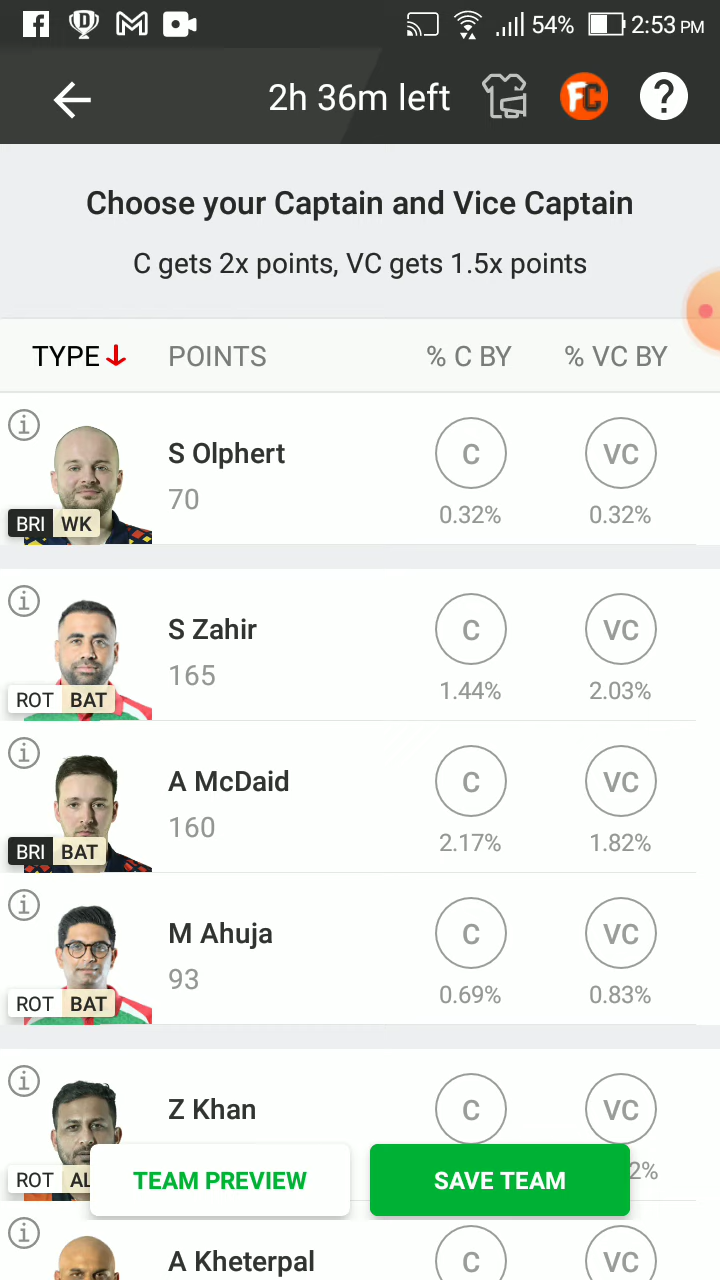 54% 2:53 PM
2h 36m left FC ?
Choose your Captain and Vice Captain
C gets 2x points, VC gets 1.5x points
TYPE POINTS % C BY % VC BY
S Olphert
70
BRI WK
C VC
0.32% 0.32%
S Zahir
165
ROT BAT
C VC
1.44% 2.03%
A McDaid
160
BRI BAT
C VC
2.17% 1.82%
M Ahuja
93
ROT BAT
C VC
0.69% 0.83%
Z Khan
C VC
ROT
TEAM PREVIEW SAVE TEAM
A Kheterpal
C VC